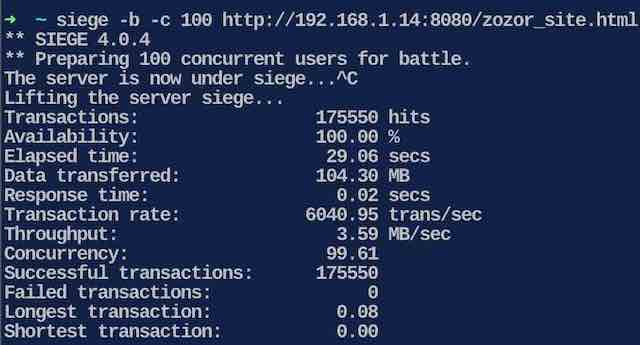 ➜ ~ siege -b -c 100 http://192.168.1.14:8080/zozor_site.html
** SIEGE 4.0.4
** Preparing 100 concurrent users for battle.
The server is now under siege...^C
Lifting the server siege...
Transactions: 175550 hits
Availability: 100.00 %
Elapsed time: 29.06 secs
Data transferred: 104.30 MB
Response time: 0.02 secs
Transaction rate: 6040.95 trans/sec
Throughput: 3.59 MB/sec
Concurrency: 99.61
Successful transactions: 175550
Failed transactions: 0
Longest transaction: 0.08
Shortest transaction: 0.00